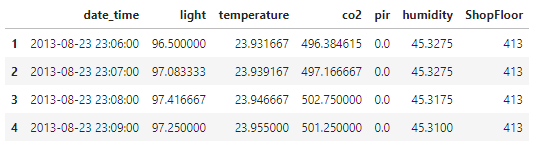 date_time light temperature co2 pir humidity ShopFloor
1 2013-08-23 23:06:00 96.500000 23.931667 496.384615 0.0 45.3275 413
2 2013-08-23 23:07:00 97.083333 23.939167 497.166667 0.0 45.3275 413
3 2013-08-23 23:08:00 97.416667 23.946667 502.750000 0.0 45.3175 413
4 2013-08-23 23:09:00 97.250000 23.955000 501.250000 0.0 45.3100 413